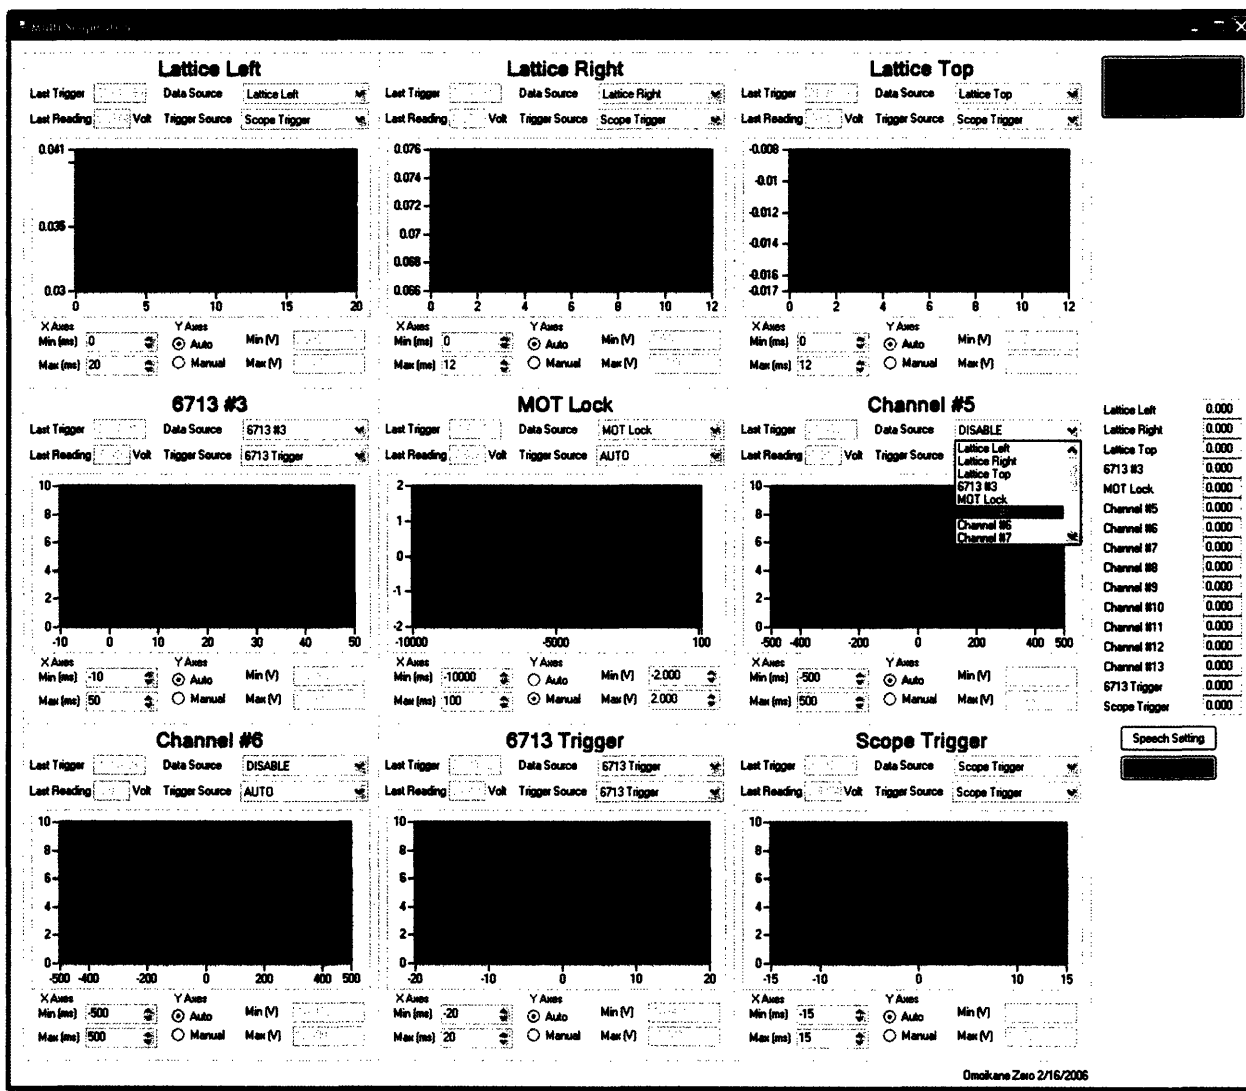 Lattice Left
Last Trigger Data Source Lattice Left
Last Reading Volt Trigger Source Scope Trigger
0.041
0.035
0.03
0 5 10 15 20
X Axes Y Axes
Min (ms) 0 Auto Min (V)
Max (ms) 20 Manual Max (V)
Lattice Right
Last Trigger Data Source Lattice Right
Last Reading Volt Trigger Source Scope Trigger
0.076
0.074
0.072
0.07
0.068
0.066
0 2 4 6 8 10 12
X Axes Y Axes
Min (ms) 0 Auto Min (V)
Max (ms) 12 Manual Max (V)
Lattice Top
Last Trigger Data Source Lattice Top
Last Reading Volt Trigger Source Scope Trigger
-0.008
-0.01
-0.012
-0.014
-0.016
-0.017
0 2 4 6 8 10 12
X Axes Y Axes
Min (ms) 0 Auto Min (V)
Max (ms) 12 Manual Max (V)
6713 #3
Last Trigger Data Source 6713 #3
Last Reading Volt Trigger Source 6713 Trigger
10
8
6
4
2
0
-10 0 10 20 30 40 50
X Axes Y Axes
Min (ms) -10 Auto Min (V)
Max (ms) 50 Manual Max (V)
MOT Lock
Last Trigger Data Source MOT Lock
Last Reading Volt Trigger Source AUTO
2
1
0
-1
-2
-10000 -5000 100
X Axes Y Axes
Min (ms) -10000 Auto Min (V) -2.000
Max (ms) 100 Manual Max (V) 2.000
Channel #5
Last Trigger Data Source DISABLE
Last Reading Volt Trigger Source
Lattice Left
Lattice Right
Lattice Top
6713 #3
MOT Lock
Channel #6
Channel #7
10
8
6
4
2
0
-500 -400 -200 0 200 400 500
X Axes Y Axes
Min (ms) -500 Auto Min (V)
Max (ms) 500 Manual Max (V)
Channel #6
Last Trigger Data Source DISABLE
Last Reading Volt Trigger Source AUTO
10
8
6
4
2
0
-500 -400 -200 0 200 400 500
X Axes Y Axes
Min (ms) -500 Auto Min (V)
Max (ms) 500 Manual Max (V)
6713 Trigger
Last Trigger Data Source 6713 Trigger
Last Reading Volt Trigger Source 6713 Trigger
10
8
6
4
2
0
-20 -10 0 10 20
X Axes Y Axes
Min (ms) -20 Auto Min (V)
Max (ms) 20 Manual Max (V)
Scope Trigger
Last Trigger Data Source Scope Trigger
Last Reading Volt Trigger Source Scope Trigger
10
8
6
4
2
0
-15 -10 0 10 15
X Axes Y Axes
Min (ms) -15 Auto Min (V)
Max (ms) 15 Manual Max (V)
Lattice Left 0.000
Lattice Right 0.000
Lattice Top 0.000
6713 #3 0.000
MOT Lock 0.000
Channel #5 0.000
Channel #6 0.000
Channel #7 0.000
Channel #8 0.000
Channel #9 0.000
Channel #10 0.000
Channel #11 0.000
Channel #12 0.000
Channel #13 0.000
6713 Trigger 0.000
Scope Trigger 0.000
Speech Setting
Omoikane Zero 2/16/2006